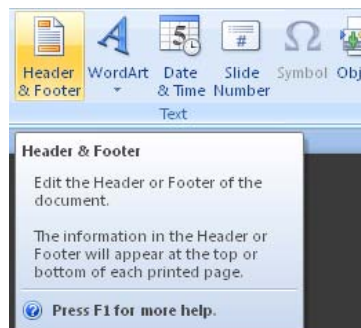 Header & Footer
WordArt
Date & Time
Slide Number
Symbol
Obj
5
#
Ω
Text
Header & Footer
Edit the Header or Footer of the
document.
The information in the Header or
Footer will appear at the top or
bottom of each printed page.
Press F1 for more help.